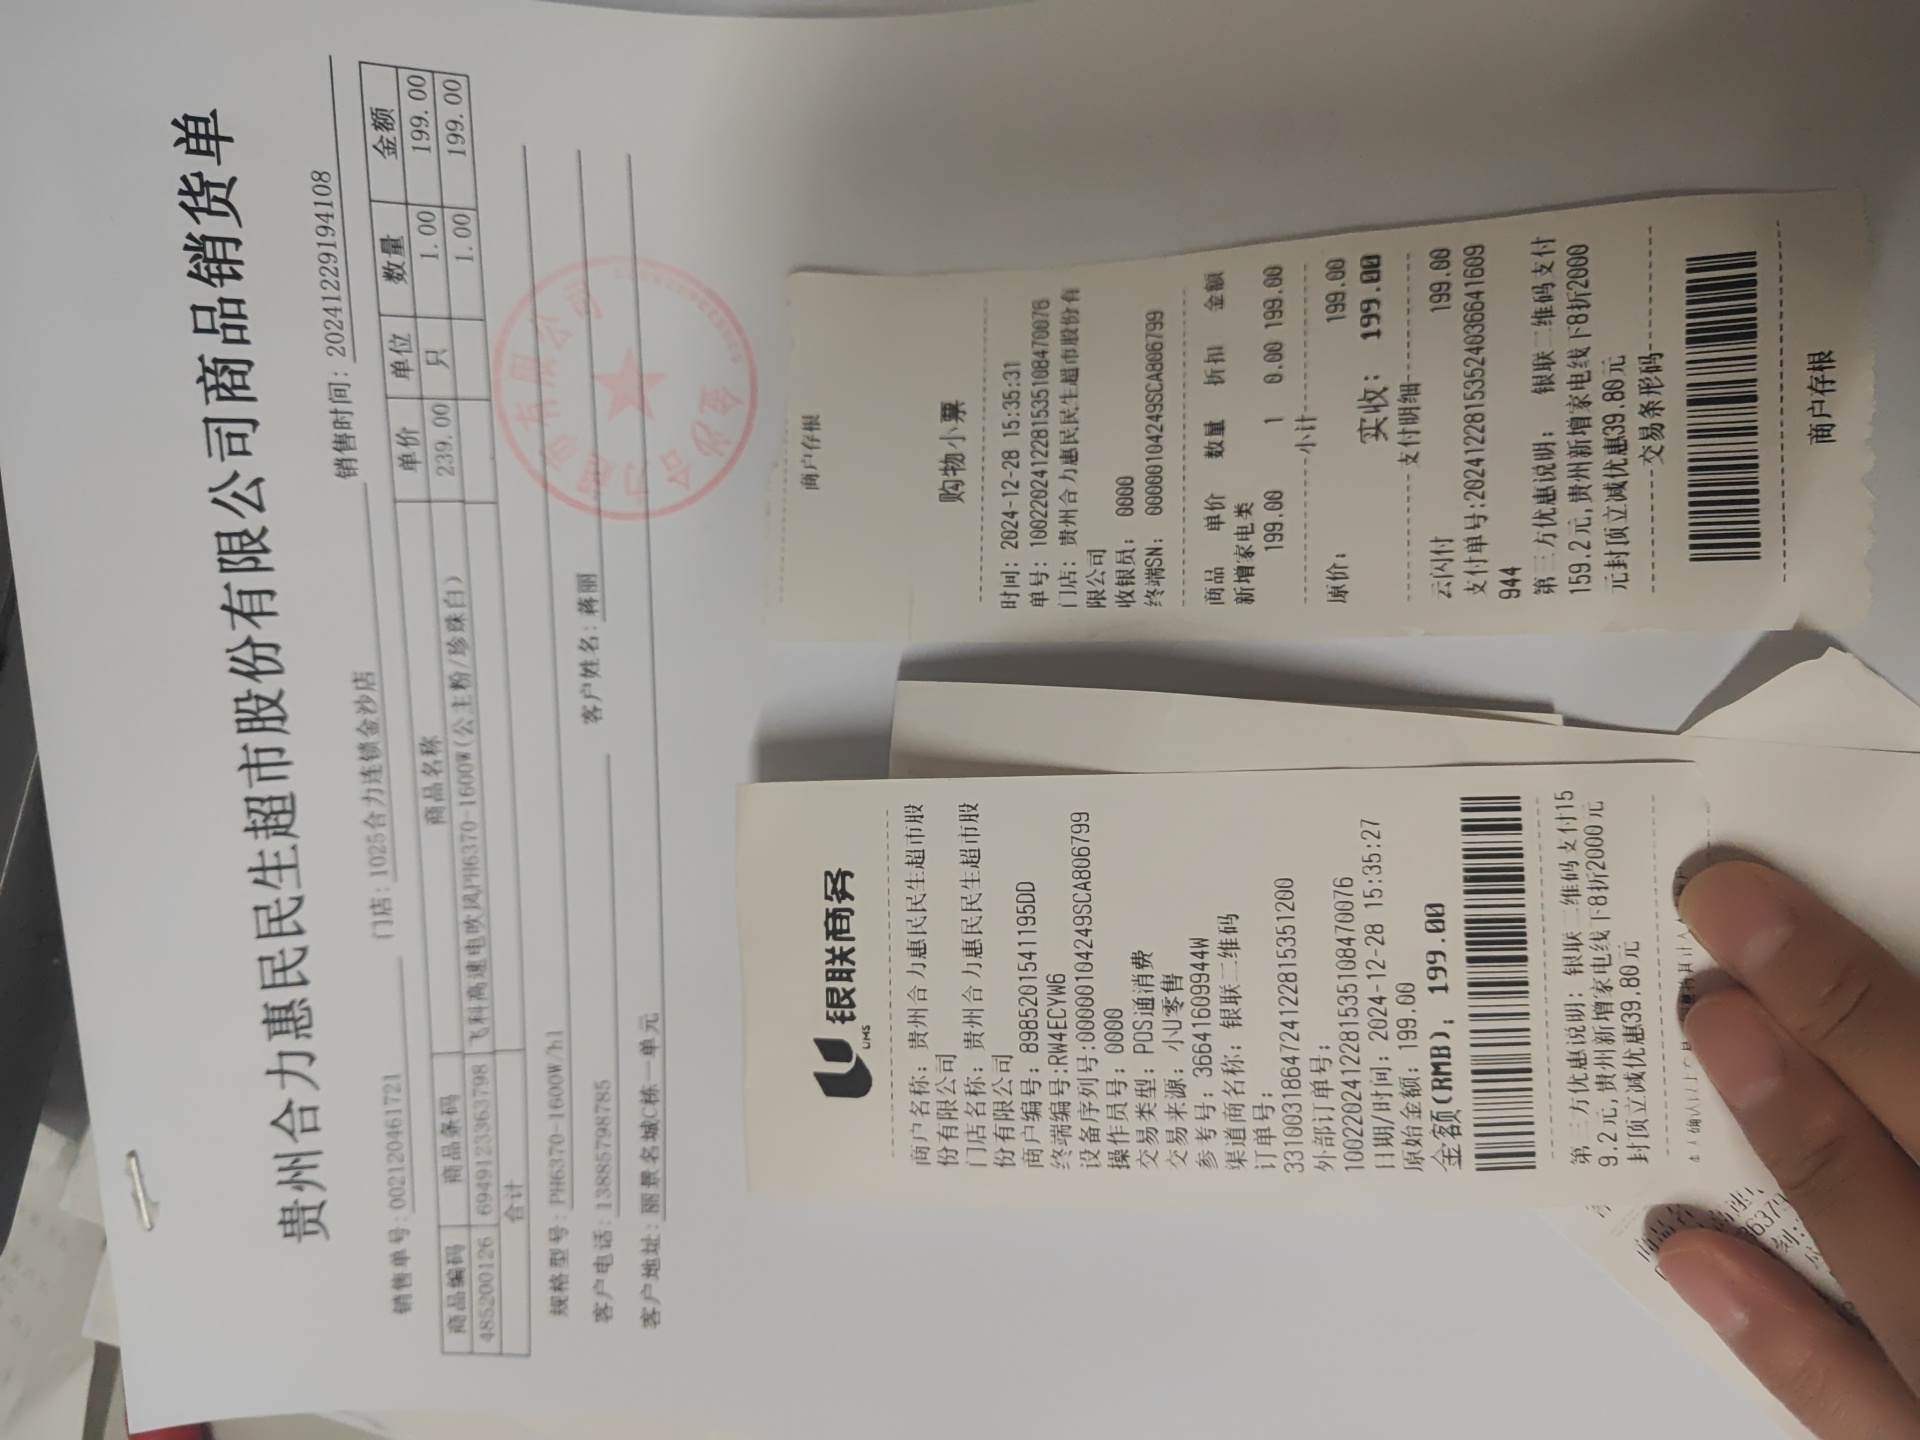 贵州合力惠民民生超市股份有限公司商品销货单
销售单号: 002120461721 门店: 1025合力连锁金沙店 销售时间: 20241229194108
商品编码 商品条码 商品名称 单价 单位 数量 金额
485200126 6949123363798 飞科高速电吹风PH6370-1600W(公主粉/珍珠白) 239.00 只 1.00 199.00
合计 1.00 199.00
规格型号: PH6370-1600W/hl
客户电话: 13885798785 客户姓名: 蒋丽
客户地址: 丽景名城C栋一单元
银联商务
UMS
商户名称: 贵州合力惠民民生超市股
份有限公司
门店名称: 贵州合力惠民民生超市股
份有限公司
商户编号: 8985201541195DD
终端编号:RW4ECYW6
设备序列号:00000104249SCA806799
操作员号: 0000
交易类型: POS通消费
交易来源: 小U零售
参考号: 36641609944W
渠道商名称: 银联二维码
订单号:
3310031864724122815351200
外部订单号:
1002202412281535108470076
日期/时间: 2024-12-28 15:35:27
原始金额: 199.00
金额(RMB): 199.00
第三方优惠说明: 银联二维码支付15
9.2元,贵州新增家电线下8折2000元
封顶立减优惠39.80元
商户存根
购物小票
时间: 2024-12-28 15:35:31
单号: 1002202412281535108470076
门店: 贵州合力惠民民生超市股份有
限公司
收银员: 0000
终端SN: 00000104249SCA806799
商品 单价 数量 折扣 金额
新增家电类
199.00 1 0.00 199.00
小计
原价: 199.00
实收: 199.00
支付明细
云闪付 199.00
支付单号:20241228153524036641609
944
第三方优惠说明: 银联二维码支付
159.2元,贵州新增家电线下8折2000
元封顶立减优惠39.80元
交易条形码
商户存根